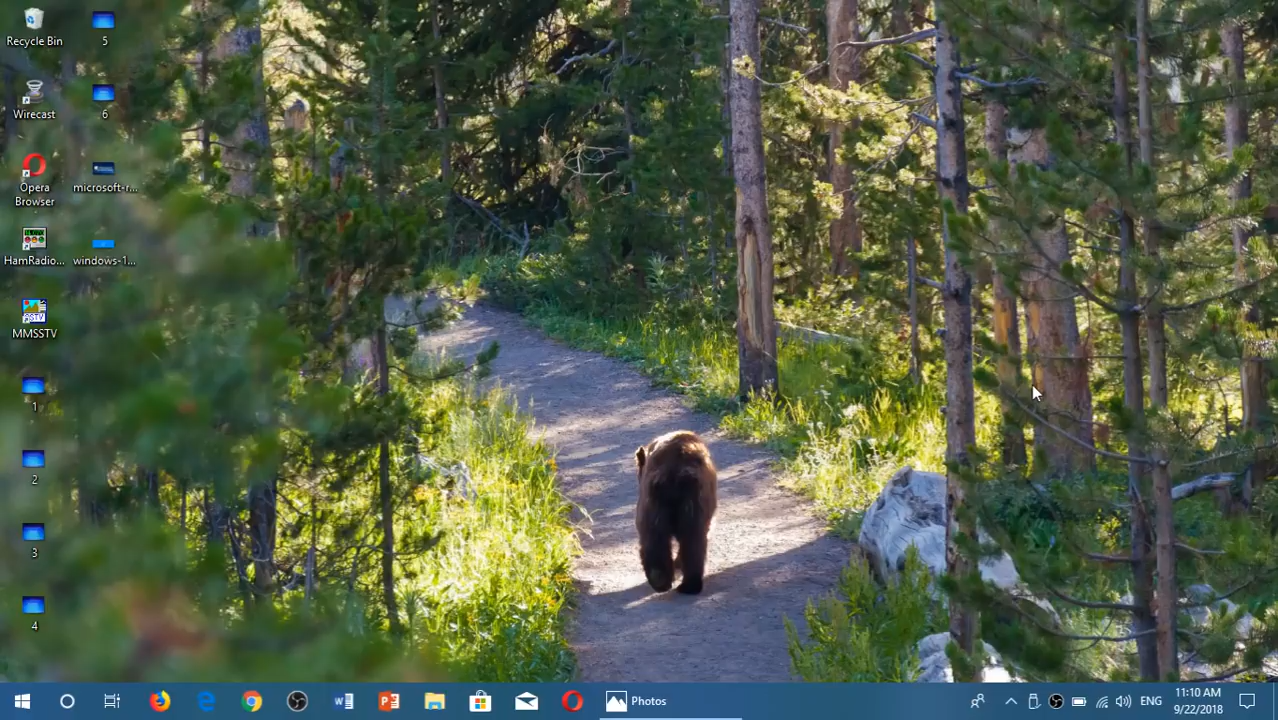 Recycle Bin
5
Wirecast
6
Opera
Browser
microsoft-r...
HamRadio...
windows-1...
SSTV
MMSSTV
1
2
3
4
W
P
Photos
ENG
11:10 AM
9/22/2018